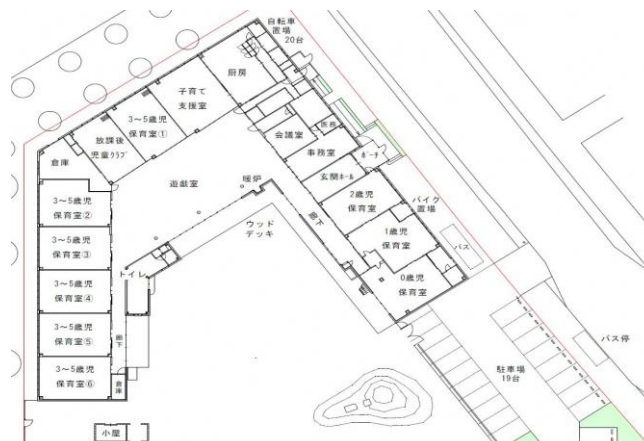 自転車
置場
20台
厨房
子育て
支援室
3～5歳児
保育室①
放課後
児童クラブ
倉庫
会議室
医務
事務室
ポーチ
玄関ホール
遊戯室
暖炉
廊下
2歳児
保育室
バイク
置場
1歳児
保育室
バス
0歳児
保育室
ウッド
デッキ
3～5歳児
保育室②
3～5歳児
保育室③
トイレ
3～5歳児
保育室④
3～5歳児
保育室⑤
廊下
3～5歳児
保育室⑥
倉庫
小屋
駐車場
19台
バス停